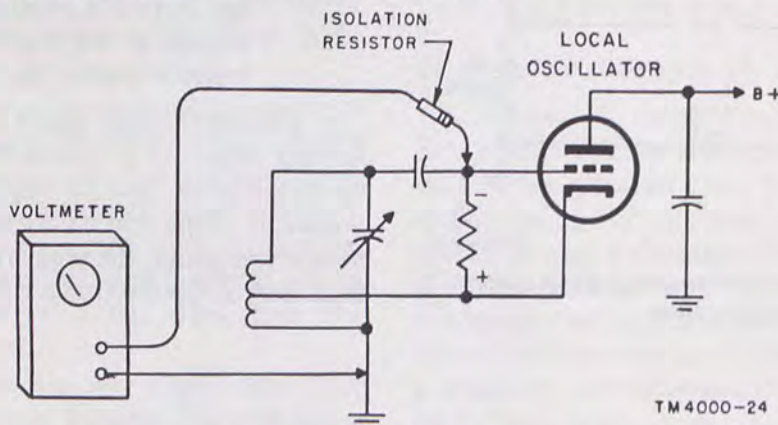 ISOLATION
RESISTOR
LOCAL
OSCILLATOR
B+
VOLTMETER
-
+
TM4000-24